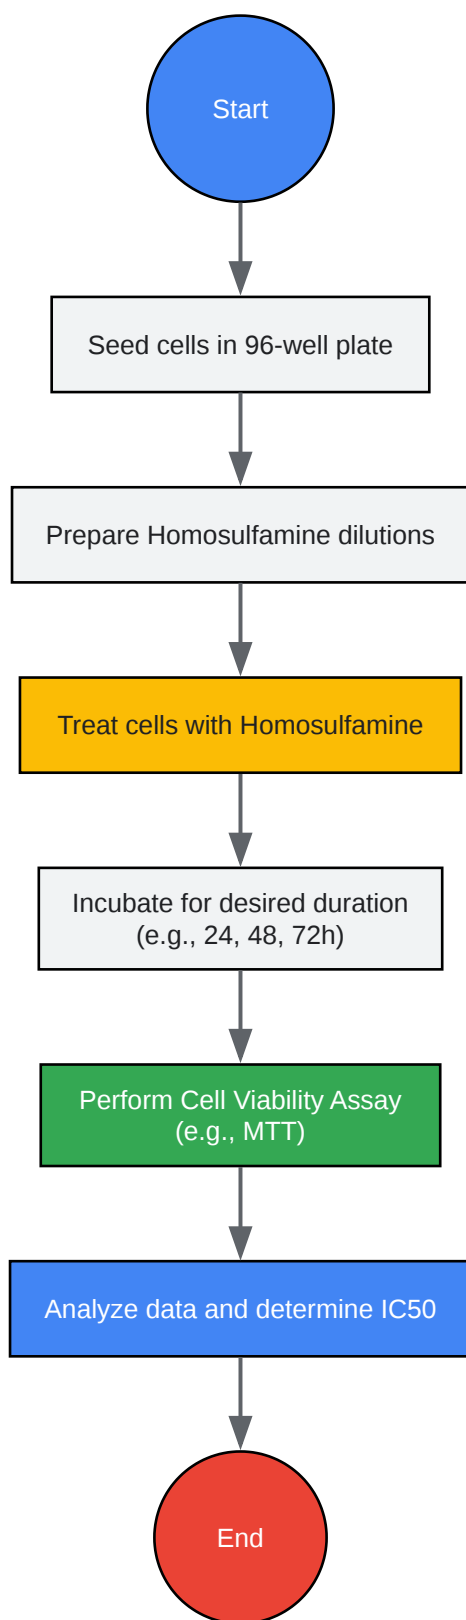 Start
Seed cells in 96-well plate
Prepare Homosulfamine dilutions
Treat cells with Homosulfamine
Incubate for desired duration
(e.g., 24, 48, 72h)
Perform Cell Viability Assay
(e.g., MTT)
Analyze data and determine IC50
End